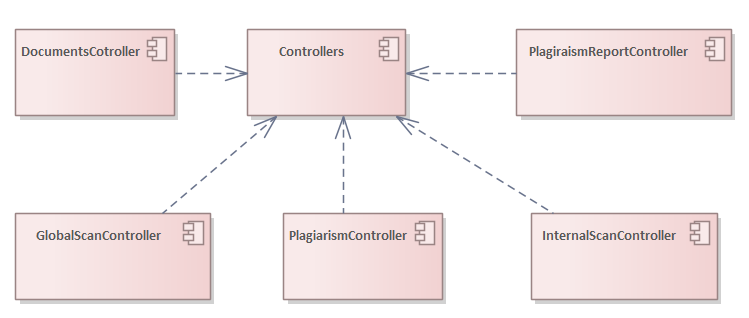 DocumentsCotroller
Controllers
PlagiraismReportController
GlobalScanController
PlagiarismController
InternalScanController